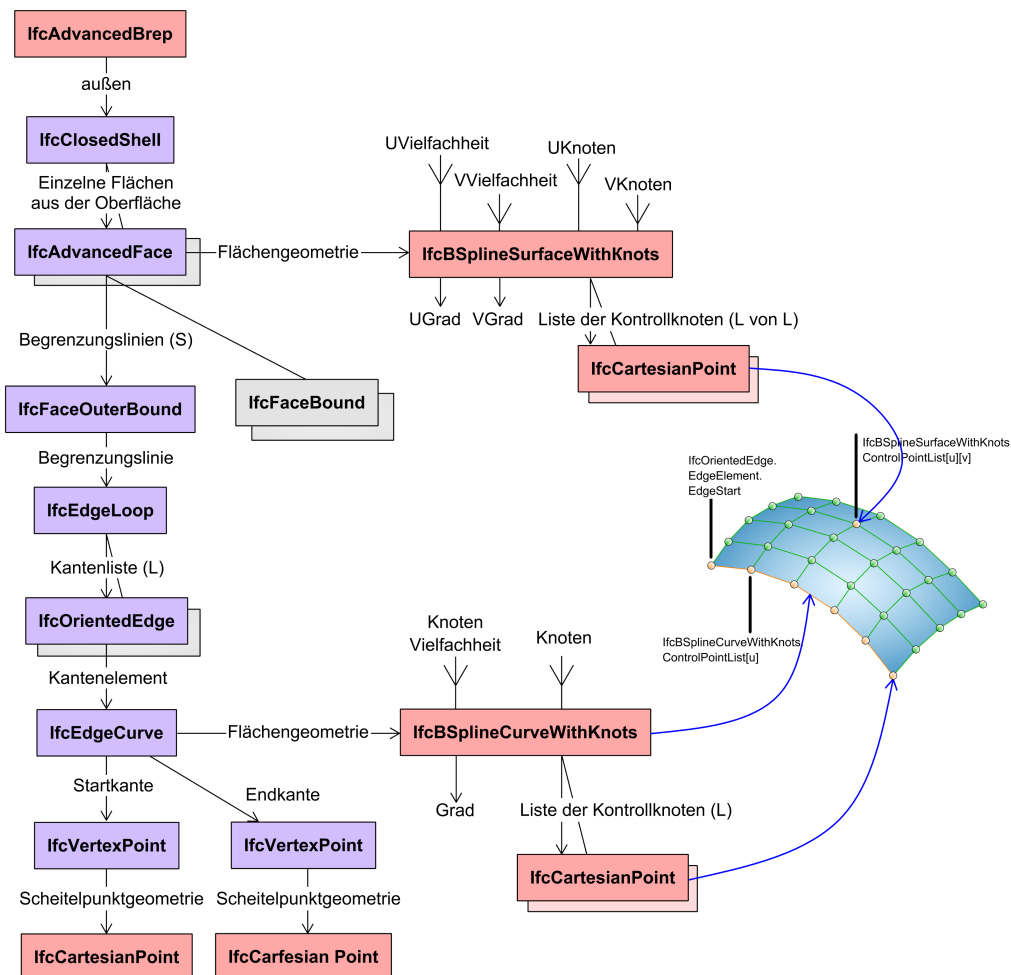 IfcAdvancedBrep
außen
IfcClosedShell
Einzelne Flächen
aus der Oberfläche
IfcAdvancedFace
Flächengeometrie
UVielfachheit
VVielfachheit
UKnoten
VKnoten
IfcBSplineSurfaceWithKnots
UGrad
VGrad
Liste der Kontrollknoten (L von L)
IfcCartesianPoint
Begrenzungslinien (S)
IfcFaceOuterBound
IfcFaceBound
Begrenzungslinie
IfcEdgeLoop
Kantenliste (L)
IfcOrientedEdge
Kantenelement
IfcEdgeCurve
Flächengeometrie
Knoten
Vielfachheit
Knoten
IfcBSplineCurveWithKnots
Grad
Liste der Kontrollknoten (L)
IfcCartesianPoint
Startkante
Endkante
IfcVertexPoint
IfcVertexPoint
Scheitelpunktgeometrie
Scheitelpunktgeometrie
IfcCartesianPoint
IfcCarfesian Point
IfcOrientedEdge.
EdgeElement.
EdgeStart
IfcBSplineSurfaceWithKnots.
ControlPointList[u][v]
IfcBSplineCurveWithKnots.
ControlPointList[u]